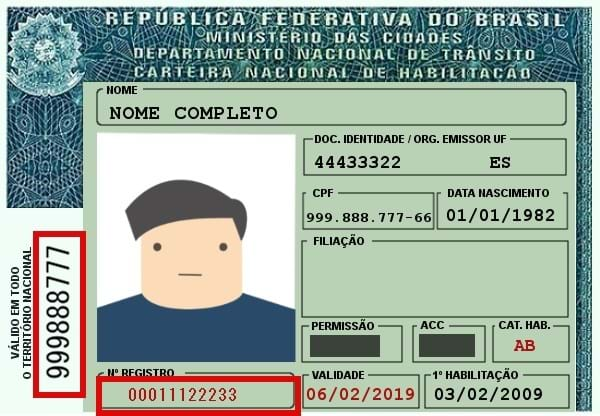 REPÚBLICA FEDERATIVA DO BRASIL
MINISTÉRIO DAS CIDADES
DEPARTAMENTO NACIONAL DE TRÂNSITO
CARTEIRA NACIONAL DE HABILITAÇÃO
NOME
NOME COMPLETO
DOC. IDENTIDADE / ORG. EMISSOR UF
44433322 ES
CPF DATA NASCIMENTO
999.888.777-66 01/01/1982
FILIAÇÃO
PERMISSÃO ACC CAT. HAB.
AB
Nº REGISTRO VALIDADE 1º HABILITAÇÃO
00011122233 06/02/2019 03/02/2009
VÁLIDO EM TODO
O TERRITÓRIO NACIONAL
999888777